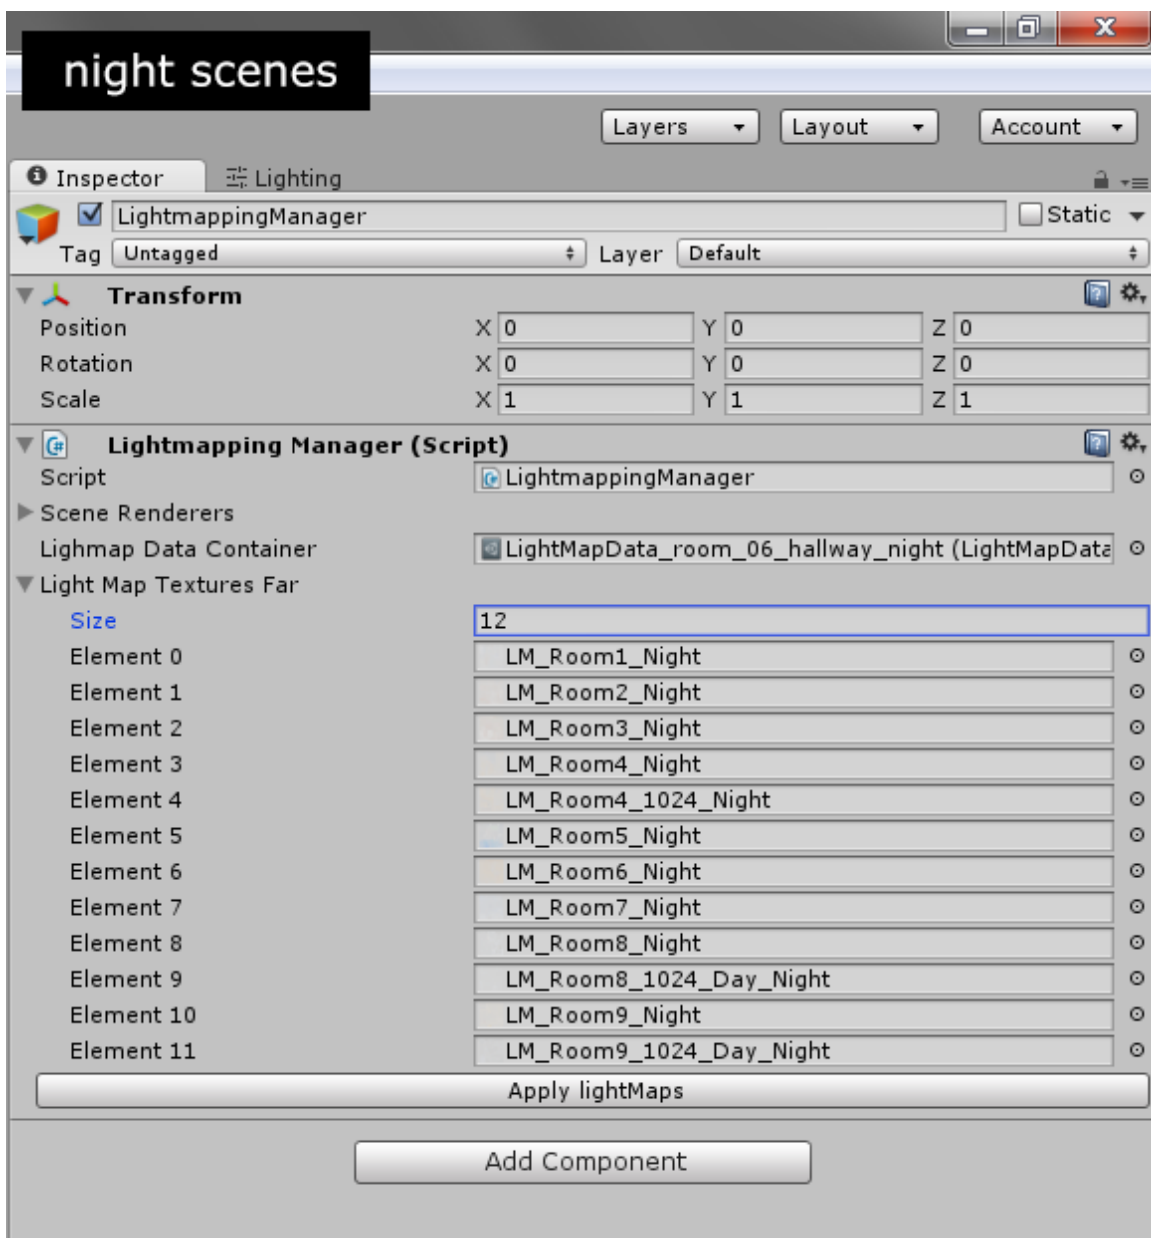 night scenes
Layers Layout Account
Inspector Lighting
LightmappingManager Static
Tag Untagged Layer Default
Transform
Position X 0 Y 0 Z 0
Rotation X 0 Y 0 Z 0
Scale X 1 Y 1 Z 1
Lightmapping Manager (Script)
Script LightmappingManager
Scene Renderers
Lighmap Data Container LightMapData_room_06_hallway_night (LightMapData
Light Map Textures Far
Size 12
Element 0 LM_Room1_Night
Element 1 LM_Room2_Night
Element 2 LM_Room3_Night
Element 3 LM_Room4_Night
Element 4 LM_Room4_1024_Night
Element 5 LM_Room5_Night
Element 6 LM_Room6_Night
Element 7 LM_Room7_Night
Element 8 LM_Room8_Night
Element 9 LM_Room8_1024_Day_Night
Element 10 LM_Room9_Night
Element 11 LM_Room9_1024_Day_Night
Apply lightMaps
Add Component